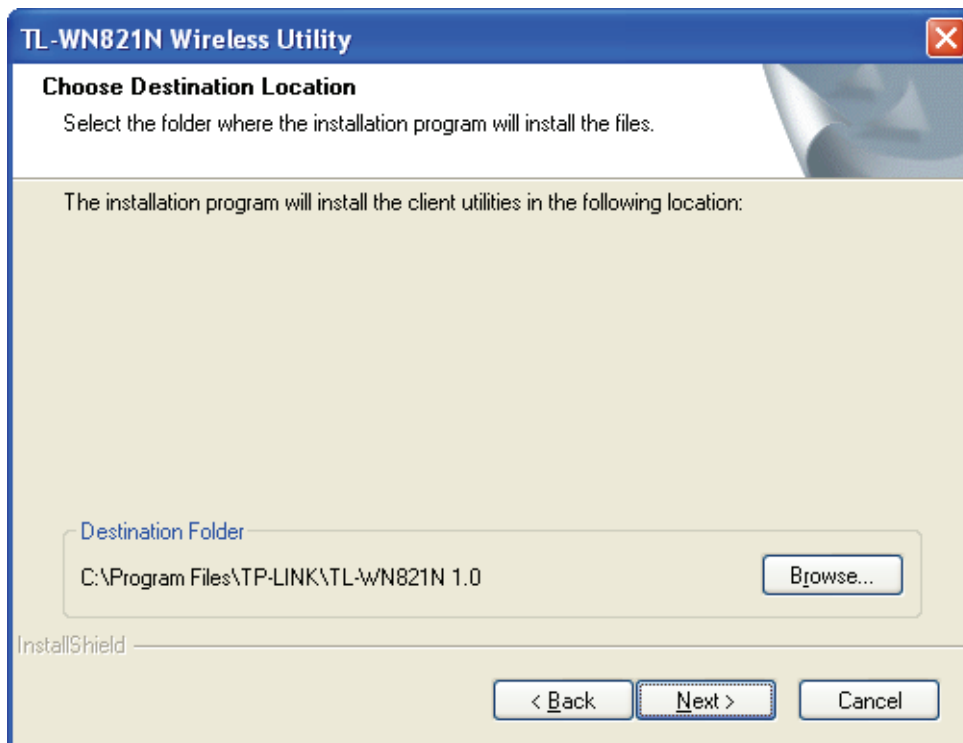 TL-WN821N Wireless Utility
Choose Destination Location
Select the folder where the installation program will install the files.
The installation program will install the client utilities in the following location:
Destination Folder
C:\Program Files\TP-LINK\TL-WN821N 1.0
Browse...
InstallShield
< Back
Next >
Cancel